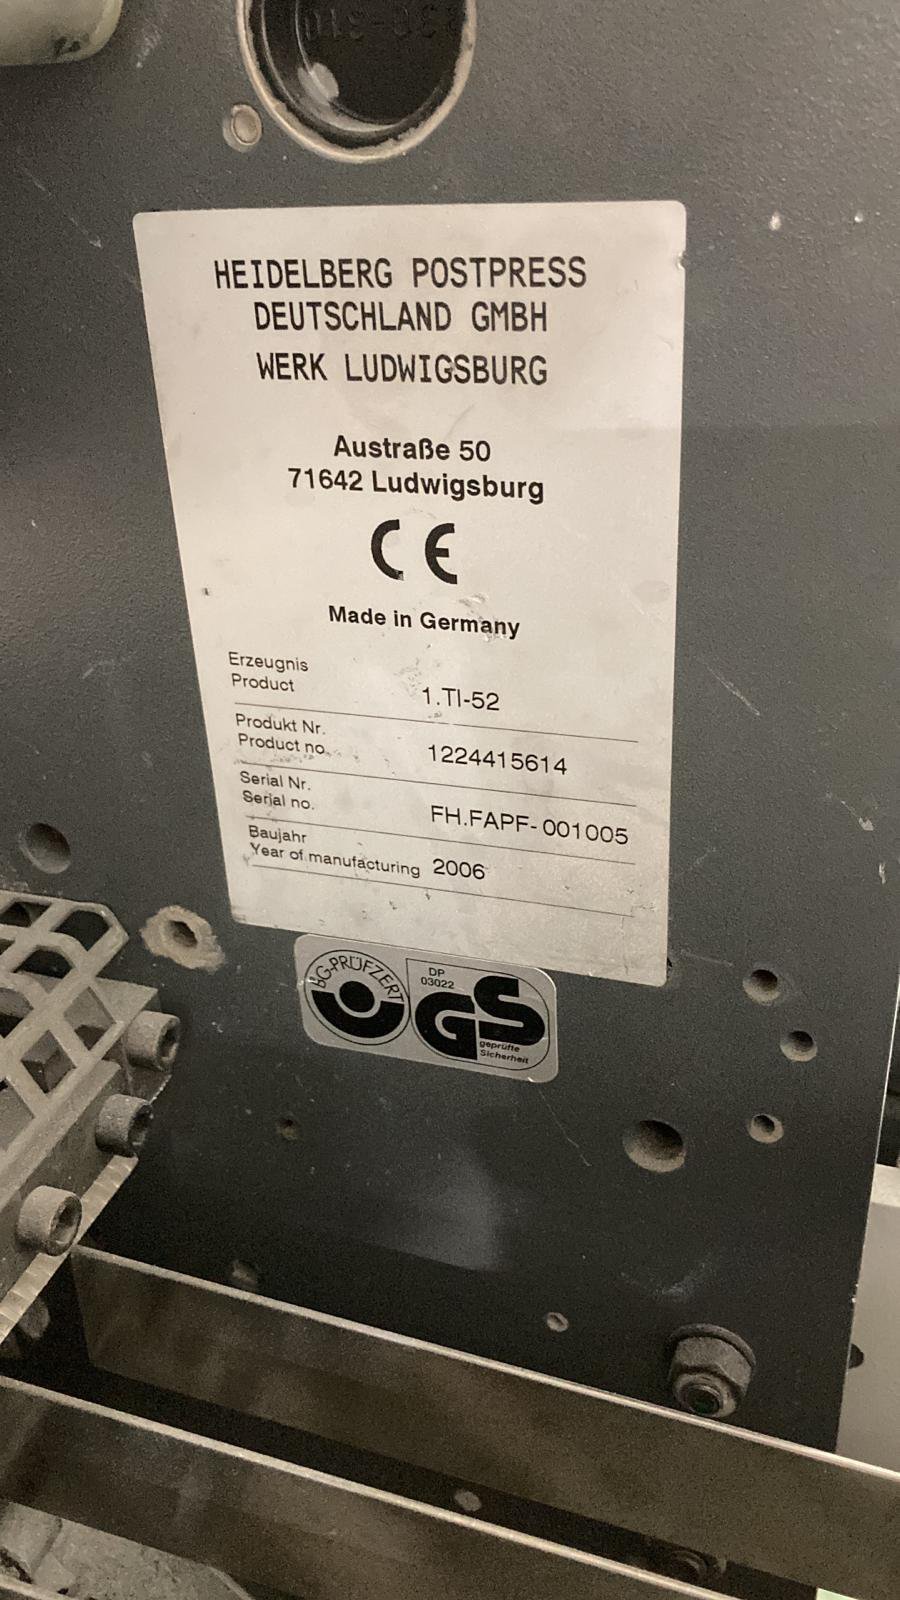 HEIDELBERG POSTPRESS
DEUTSCHLAND GMBH
WERK LUDWIGSBURG
Austraße 50
71642 Ludwigsburg
CE
Made in Germany
Erzeugnis
Product 1.TI-52
Produkt Nr.
Product no. 1224415614
Serial Nr.
Serial no. FH.FAPF-001005
Baujahr
Year of manufacturing 2006
BG-PRÜFZERT
DP
03022
GS
geprüfte
Sicherheit